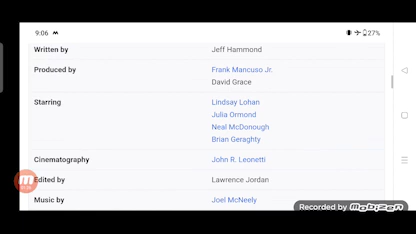 9:06 27%
Written by Jeff Hammond
Produced by Frank Mancuso Jr.
David Grace
Starring Lindsay Lohan
Julia Ormond
Neal McDonough
Brian Geraghty
Cinematography John R. Leonetti
Edited by Lawrence Jordan
Music by Joel McNeely
Recorded by Mobizen